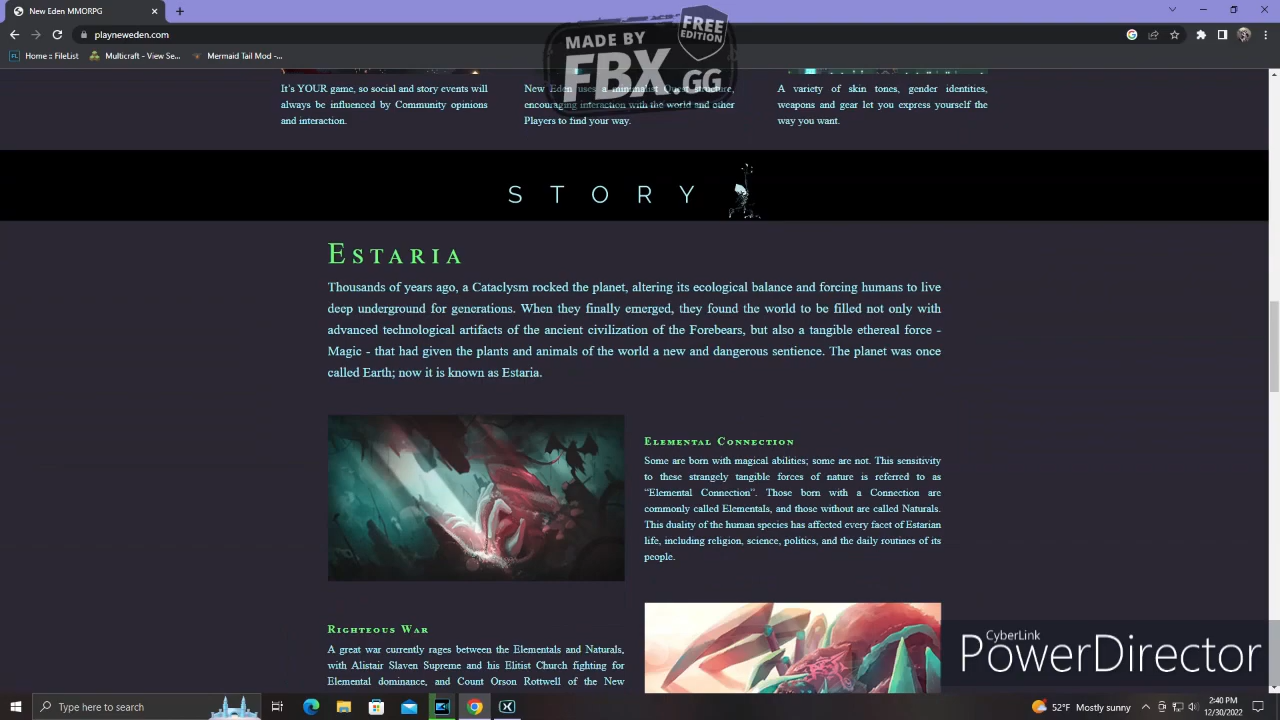 New Eden MMORPG
playneweden.com
Home :: FileList
Multicraft - View Se...
Mermaid Tail Mod -...
MADE BY
FBX.GG
FREE
EDITION
It's YOUR game, so social and story events will
always be influenced by Community opinions
and interaction.
New Eden uses a minimalist Quest structure,
encouraging interaction with the world and other
Players to find your way.
A variety of skin tones, gender identities,
weapons and gear let you express yourself the
way you want.
STORY
Estaria
Thousands of years ago, a Cataclysm rocked the planet, altering its ecological balance and forcing humans to live
deep underground for generations. When they finally emerged, they found the world to be filled not only with
advanced technological artifacts of the ancient civilization of the Forebears, but also a tangible ethereal force -
Magic - that had given the plants and animals of the world a new and dangerous sentience. The planet was once
called Earth; now it is known as Estaria.
Elemental Connection
Some are born with magical abilities; some are not. This sensitivity
to these strangely tangible forces of nature is referred to as
“Elemental Connection”. Those born with a Connection are
commonly called Elementals, and those without are called Naturals.
This duality of the human species has affected every facet of Estarian
life, including religion, science, politics, and the daily routines of its
people.
Righteous War
A great war currently rages between the Elementals and Naturals,
with Alistair Slaven Supreme and his Elitist Church fighting for
Elemental dominance, and Count Orson Rottwell of the New
CyberLink
PowerDirector
Type here to search
52°F Mostly sunny
2:40 PM
12/30/2022